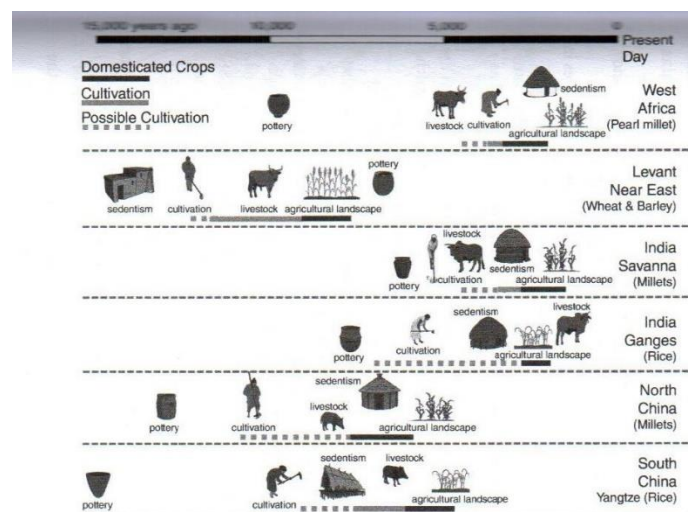 15,000 years ago 10,000 5,000 0
Present
Day
Domesticated Crops
Cultivation
Possible Cultivation
pottery
livestock
cultivation
sedentism
agricultural landscape
West
Africa
(Pearl millet)
sedentism
cultivation
livestock
agricultural landscape
pottery
Levant
Near East
(Wheat & Barley)
pottery
cultivation
livestock
sedentism
agricultural landscape
India
Savanna
(Millets)
pottery
cultivation
sedentism
agricultural landscape
livestock
India
Ganges
(Rice)
pottery
cultivation
sedentism
livestock
agricultural landscape
North
China
(Millets)
pottery
cultivation
sedentism
livestock
agricultural landscape
South
China
Yangtze (Rice)